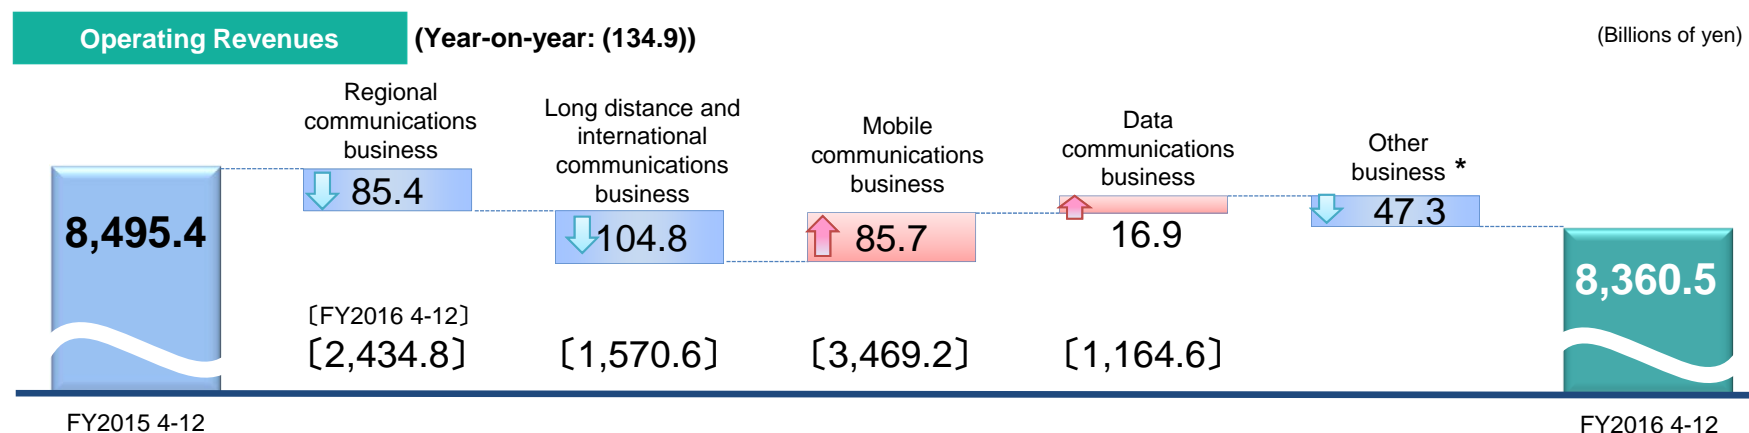 Operating Revenues
(Year-on-year: (134.9))
(Billions of yen)
Regional
communications
business
85.4
Long distance and
international
communications
business
104.8
Mobile
communications
business
85.7
Data
communications
business
16.9
Other
business *
47.3
8,495.4
8,360.5
〔FY2016 4-12〕
〔2,434.8〕
〔1,570.6〕
〔3,469.2〕
〔1,164.6〕
FY2015 4-12
FY2016 4-12